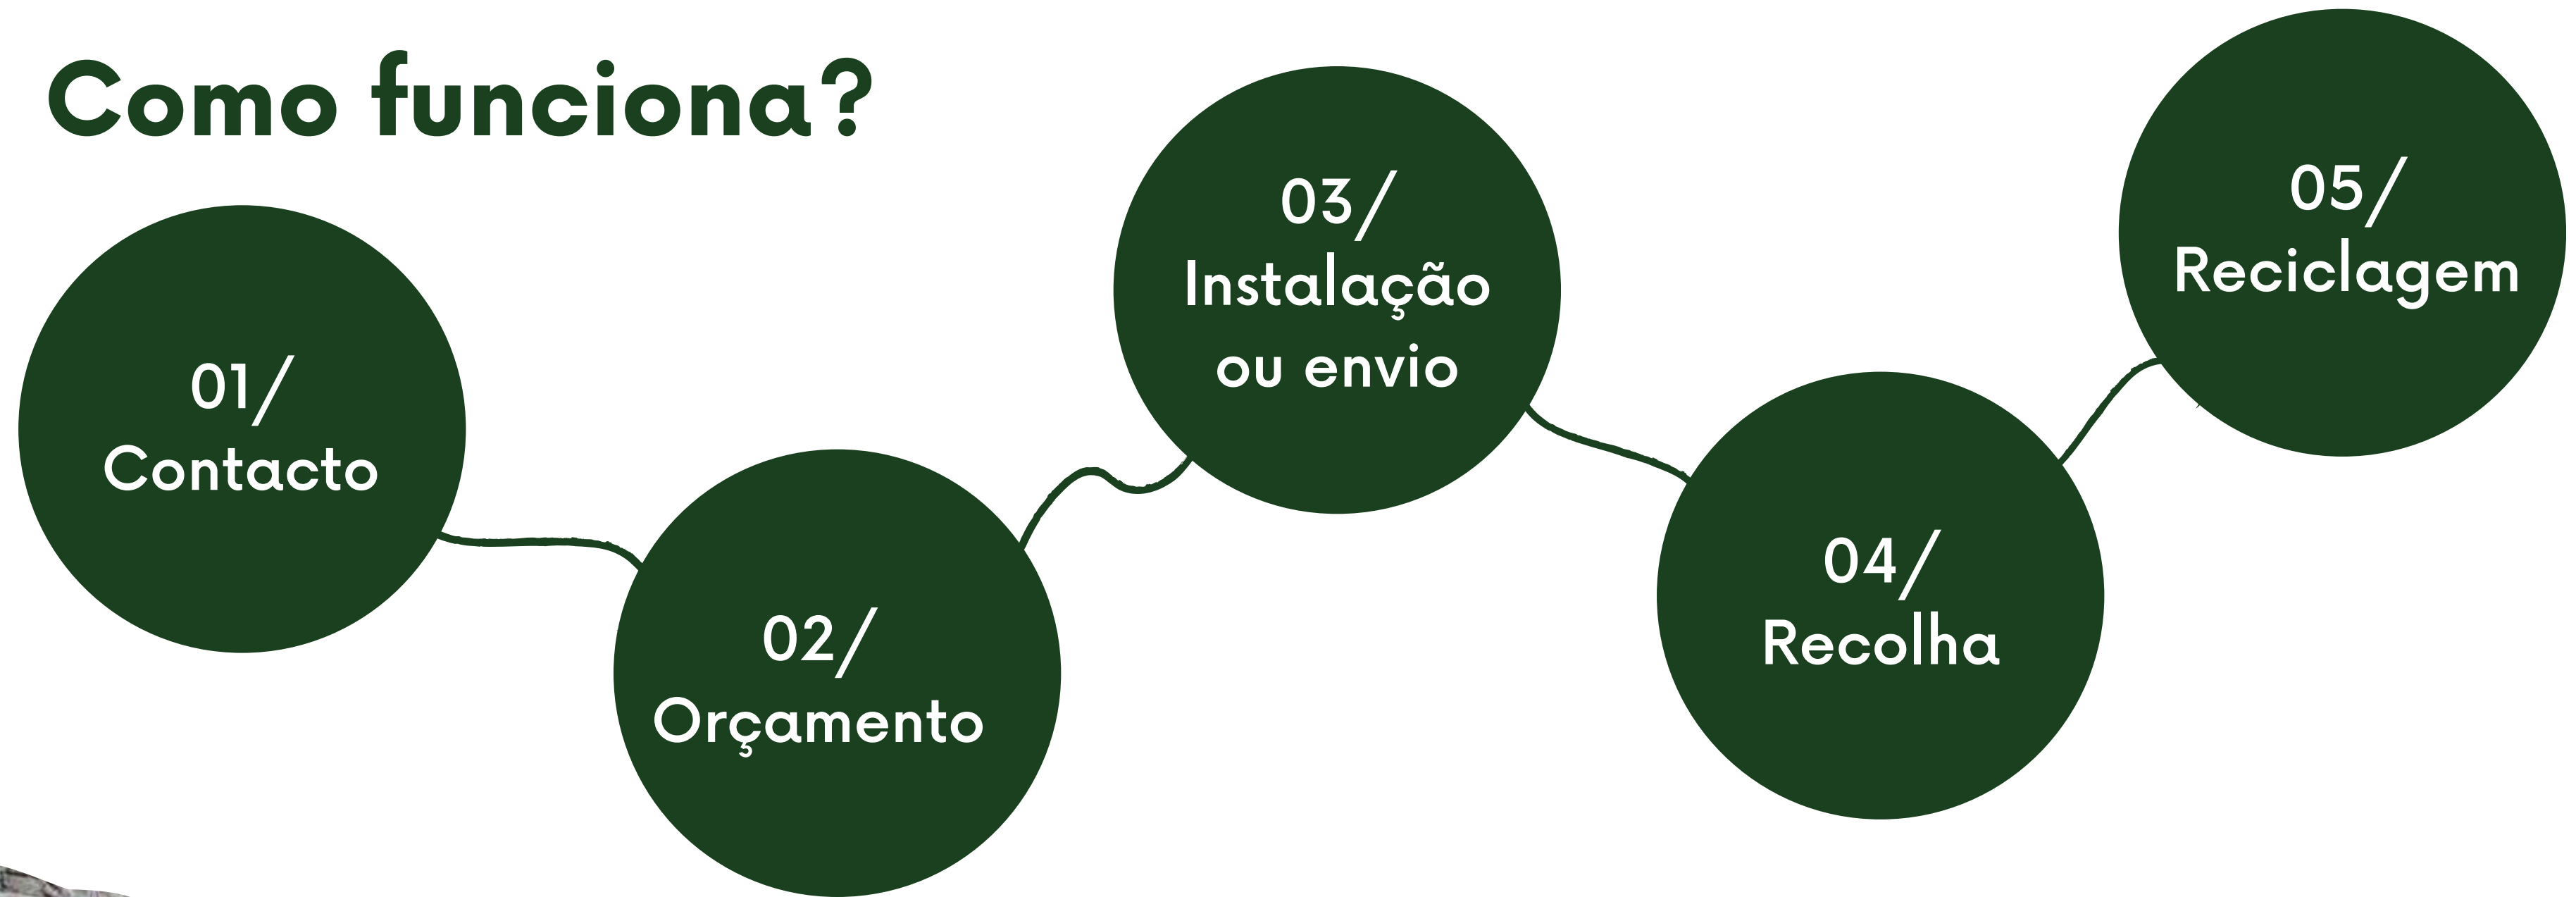 Como funciona?
01/
Contacto
02/
Orçamento
03/
Instalação
ou envio
04/
Recolha
05/
Reciclagem